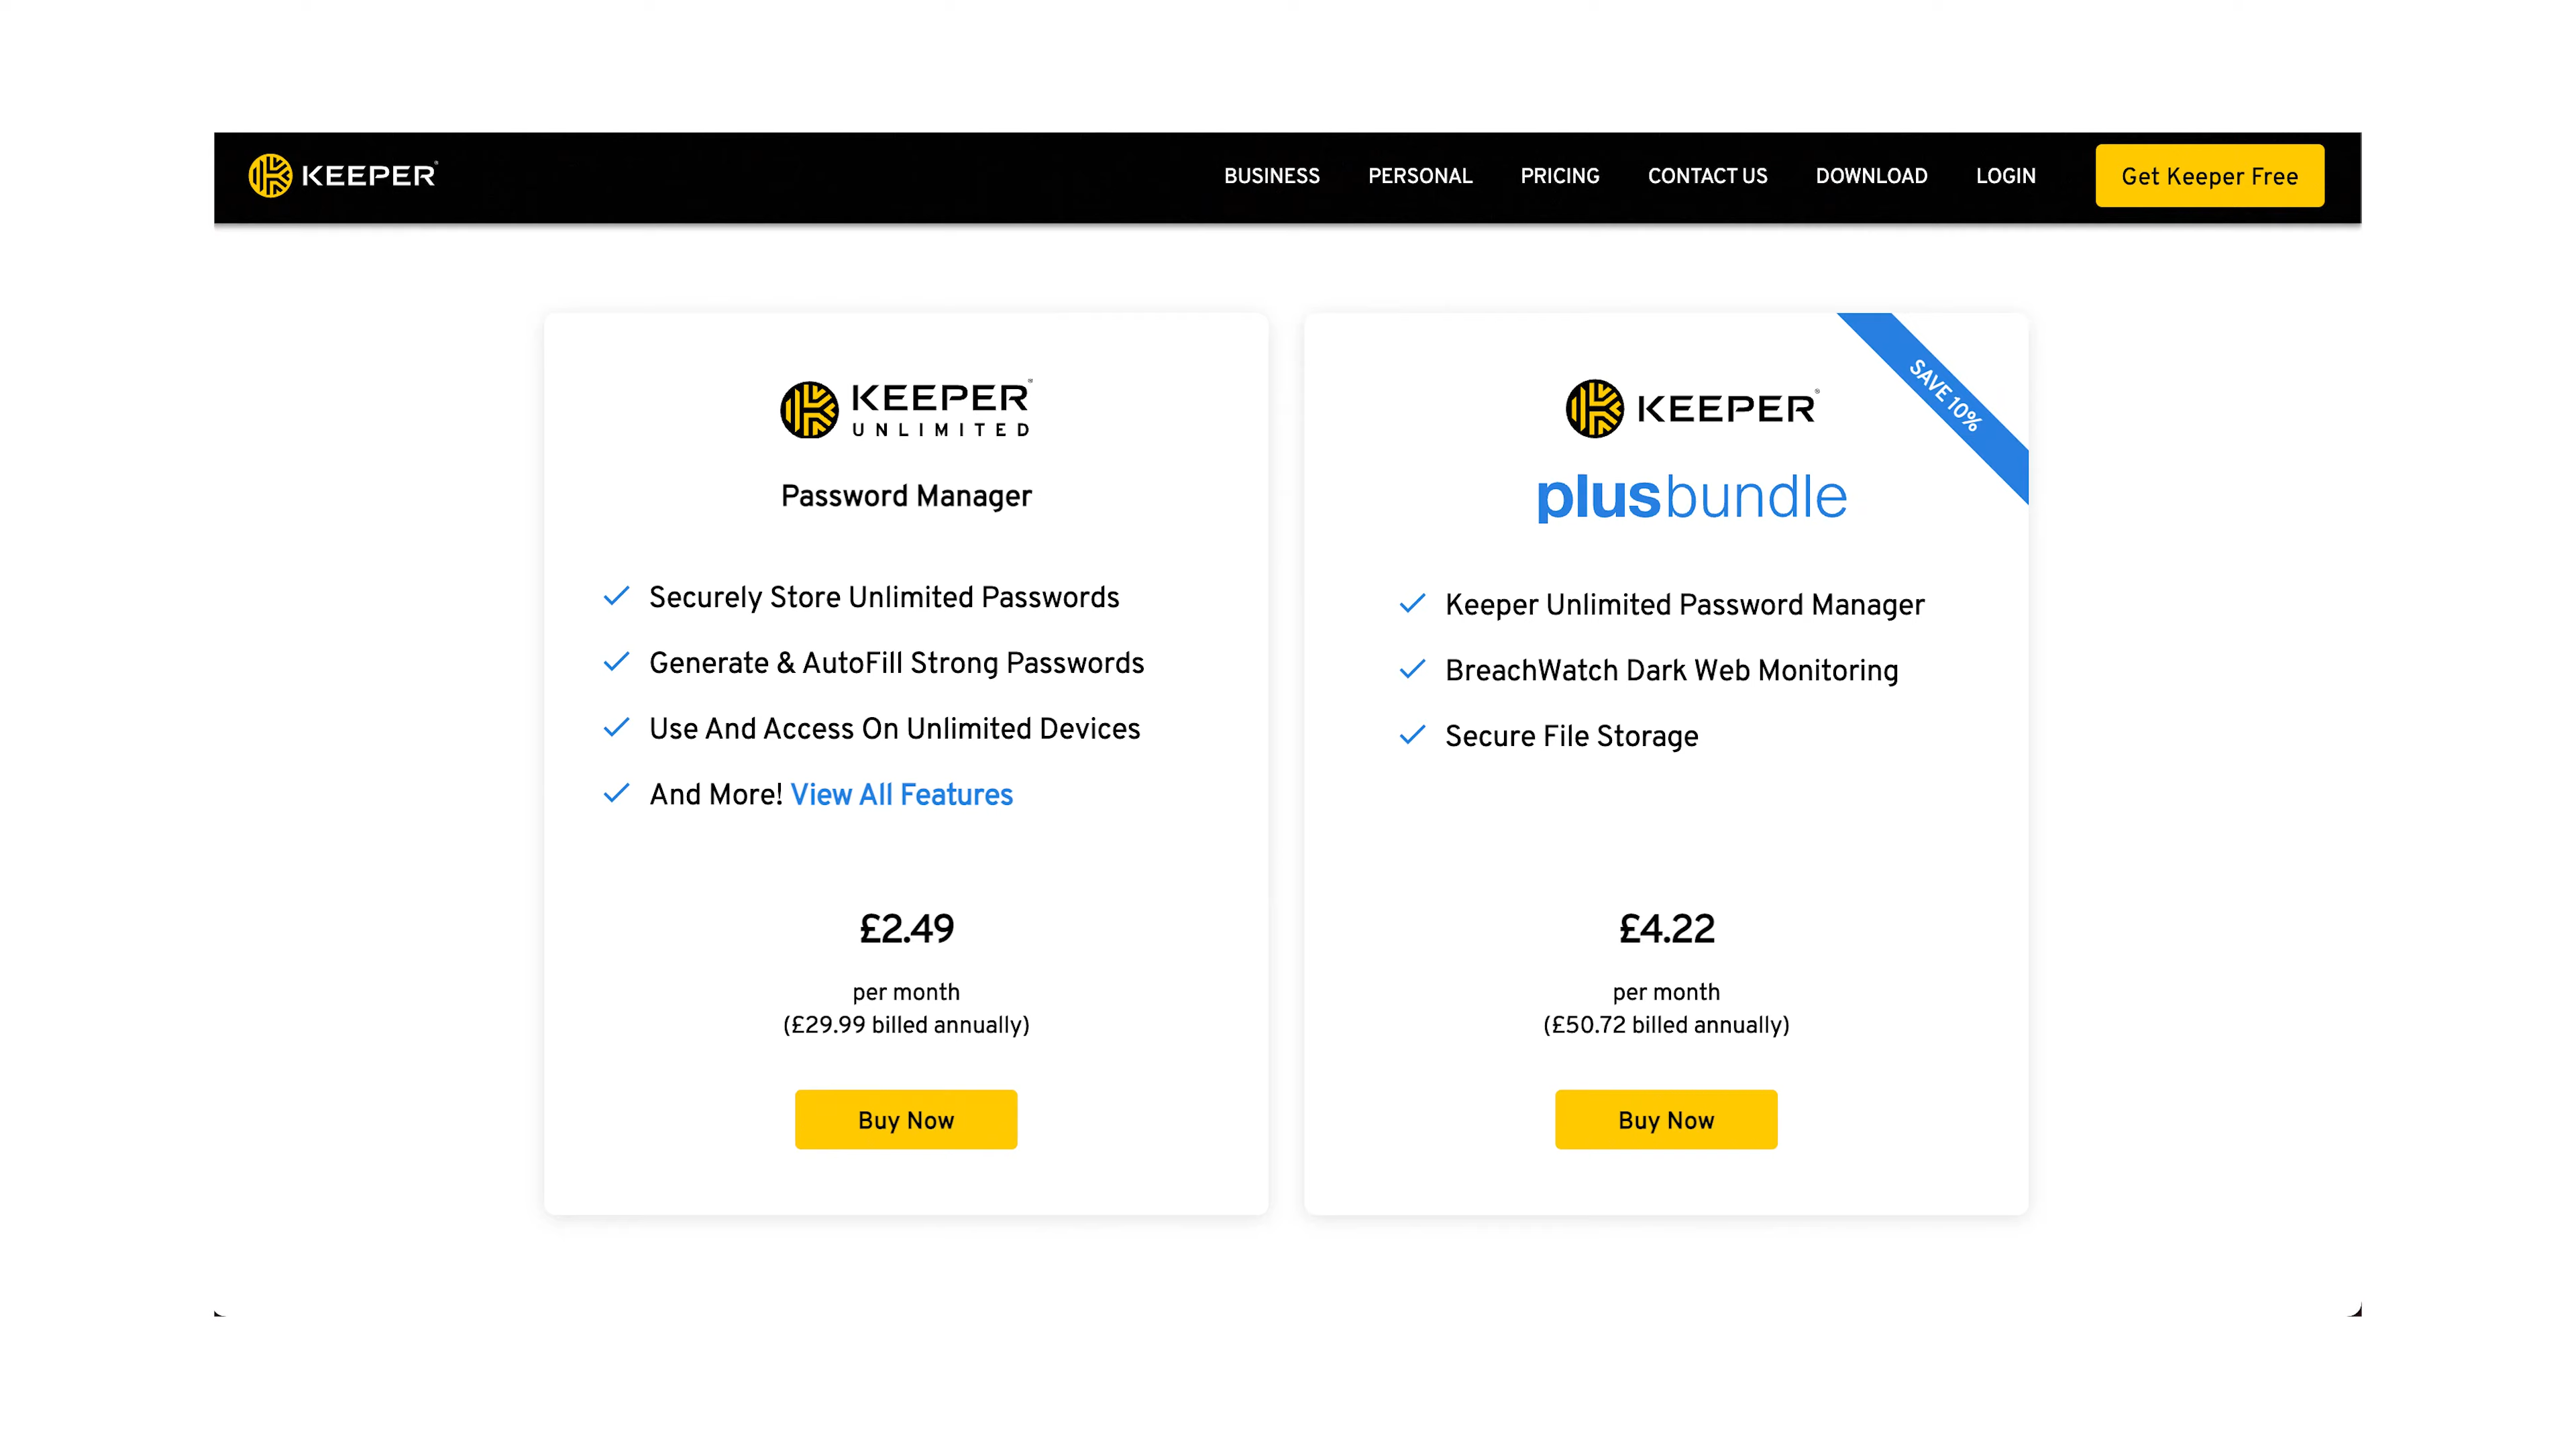 KEEPER
BUSINESS PERSONAL PRICING CONTACT US DOWNLOAD LOGIN Get Keeper Free
KEEPER
UNLIMITED
Password Manager
Securely Store Unlimited Passwords
Generate & AutoFill Strong Passwords
Use And Access On Unlimited Devices
And More! View All Features
£2.49
per month
(£29.99 billed annually)
Buy Now
SAVE 10%
KEEPER
plusbundle
Keeper Unlimited Password Manager
BreachWatch Dark Web Monitoring
Secure File Storage
£4.22
per month
(£50.72 billed annually)
Buy Now